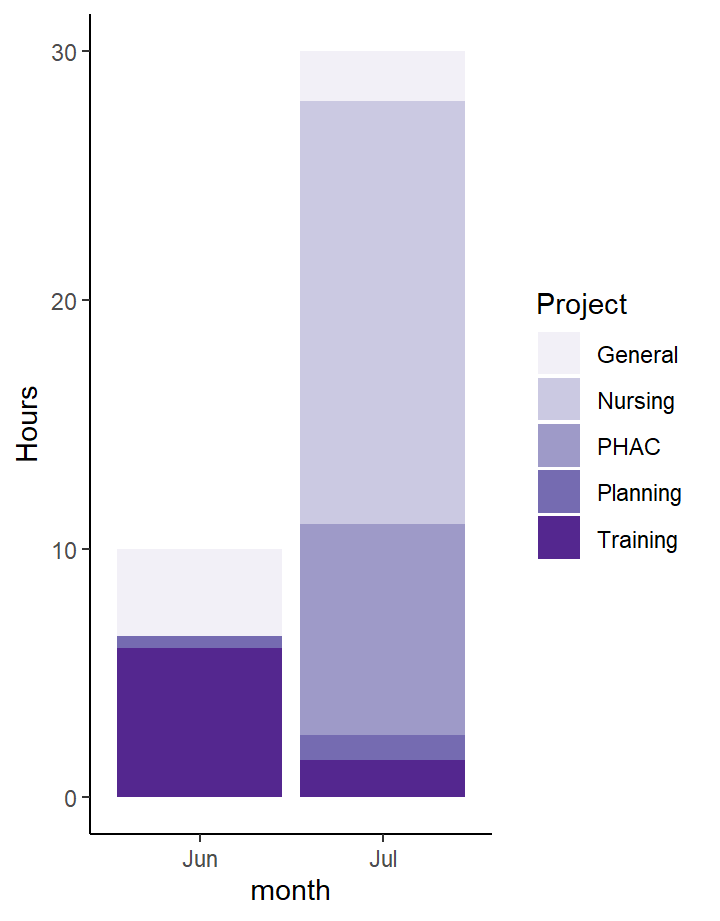 30
20
10
0
Hours
Jun Jul
month
Project
General
Nursing
PHAC
Planning
Training